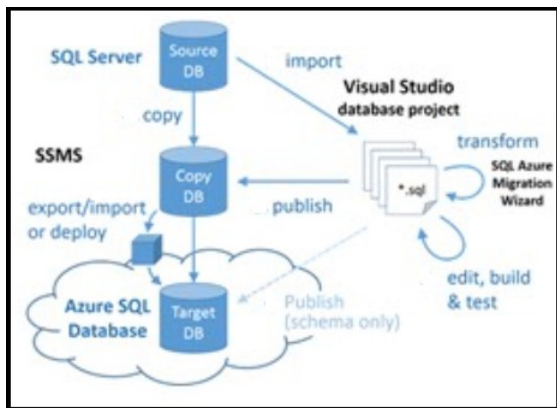 SQL Server
Source
DB
import
Visual Studio
database project
copy
transform
SSMS
SQL Azure
Migration
Wizard
Copy
DB
*.sql
publish
export/import
or deploy
edit, build
& test
Azure SQL
Database
Target
DB
Publish
(schema only)